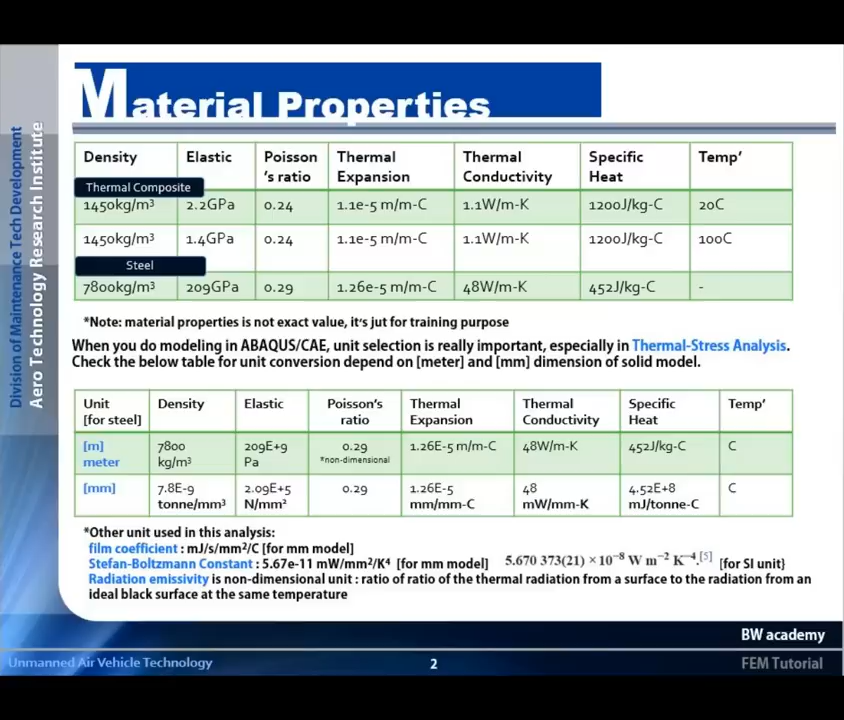 Material Properties
Division of Maintenance Tech Development
Aero Technology Research Institute
Density Elastic Poisson 's ratio Thermal Expansion Thermal Conductivity Specific Heat Temp'
Thermal Composite
1450kg/m³ 2.2GPa 0.24 1.1e-5 m/m-C 1.1W/m-K 1200J/kg-C 20C
1450kg/m³ 1.4GPa 0.24 1.1e-5 m/m-C 1.1W/m-K 1200J/kg-C 100C
Steel
7800kg/m³ 209GPa 0.29 1.26e-5 m/m-C 48W/m-K 452J/kg-C -
*Note: material properties is not exact value, it's jut for training purpose
When you do modeling in ABAQUS/CAE, unit selection is really important, especially in Thermal-Stress Analysis.
Check the below table for unit conversion depend on [meter] and [mm] dimension of solid model.
Unit [for steel] Density Elastic Poisson's ratio Thermal Expansion Thermal Conductivity Specific Heat Temp'
[m] meter 7800 kg/m³ 209E+9 Pa 0.29 *non-dimensional 1.26E-5 m/m-C 48W/m-K 452J/kg-C C
[mm] 7.8E-9 tonne/mm³ 2.09E+5 N/mm² 0.29 1.26E-5 mm/mm-C 48 mW/mm-K 4.52E+8 mJ/tonne-C C
*Other unit used in this analysis:
film coefficient : mJ/s/mm²/C [for mm model]
Stefan-Boltzmann Constant : 5.67e-11 mW/mm²/K⁴ [for mm model] 5.670 373(21) × 10⁻⁸ W m⁻² K⁻⁴.[5] [for SI unit}
Radiation emissivity is non-dimensional unit : ratio of ratio of the thermal radiation from a surface to the radiation from an
ideal black surface at the same temperature
BW academy
Unmanned Air Vehicle Technology 2 FEM Tutorial